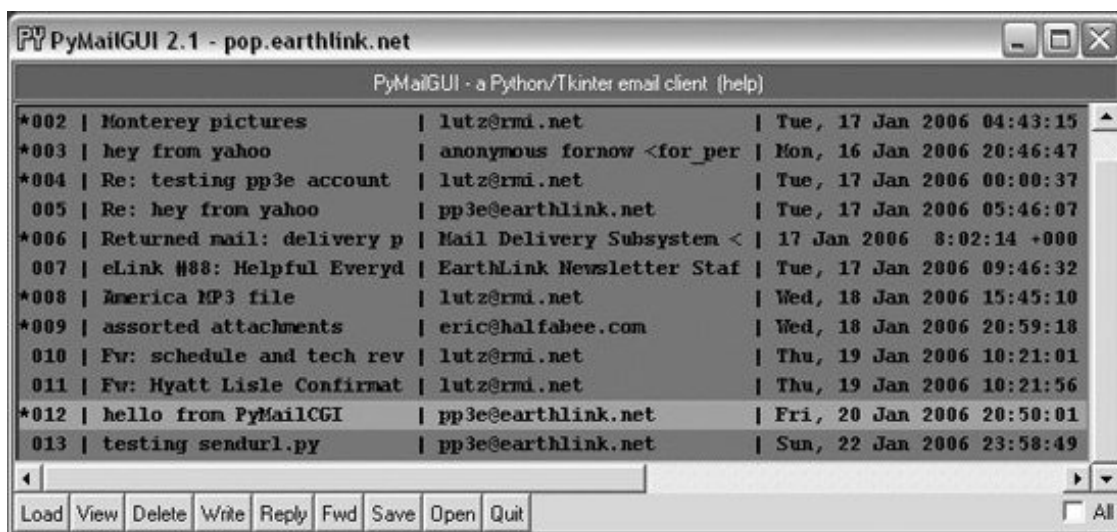 PY PyMailGUI 2.1 - pop.earthlink.net
PyMailGUI - a Python/Tkinter email client (help)
*002 | Monterey pictures | lutz@rmi.net | Tue, 17 Jan 2006 04:43:15
*003 | hey from yahoo | anonymous fornow <for_per | Mon, 16 Jan 2006 20:46:47
*004 | Re: testing pp3e account | lutz@rmi.net | Tue, 17 Jan 2006 00:00:37
005 | Re: hey from yahoo | pp3e@earthlink.net | Tue, 17 Jan 2006 05:46:07
*006 | Returned mail: delivery p | Mail Delivery Subsystem < | 17 Jan 2006 8:02:14 +000
007 | eLink #88: Helpful Everyd | EarthLink Newsletter Staf | Tue, 17 Jan 2006 09:46:32
*008 | America MP3 file | lutz@rmi.net | Wed, 18 Jan 2006 15:45:10
*009 | assorted attachments | eric@halfabee.com | Wed, 18 Jan 2006 20:59:18
010 | Fw: schedule and tech rev | lutz@rmi.net | Thu, 19 Jan 2006 10:21:01
011 | Fw: Hyatt Lisle Confirmat | lutz@rmi.net | Thu, 19 Jan 2006 10:21:56
*012 | hello from PyMailCGI | pp3e@earthlink.net | Fri, 20 Jan 2006 20:50:01
013 | testing sendurl.py | pp3e@earthlink.net | Sun, 22 Jan 2006 23:58:49
Load View Delete Write Reply Fwd Save Open Quit All